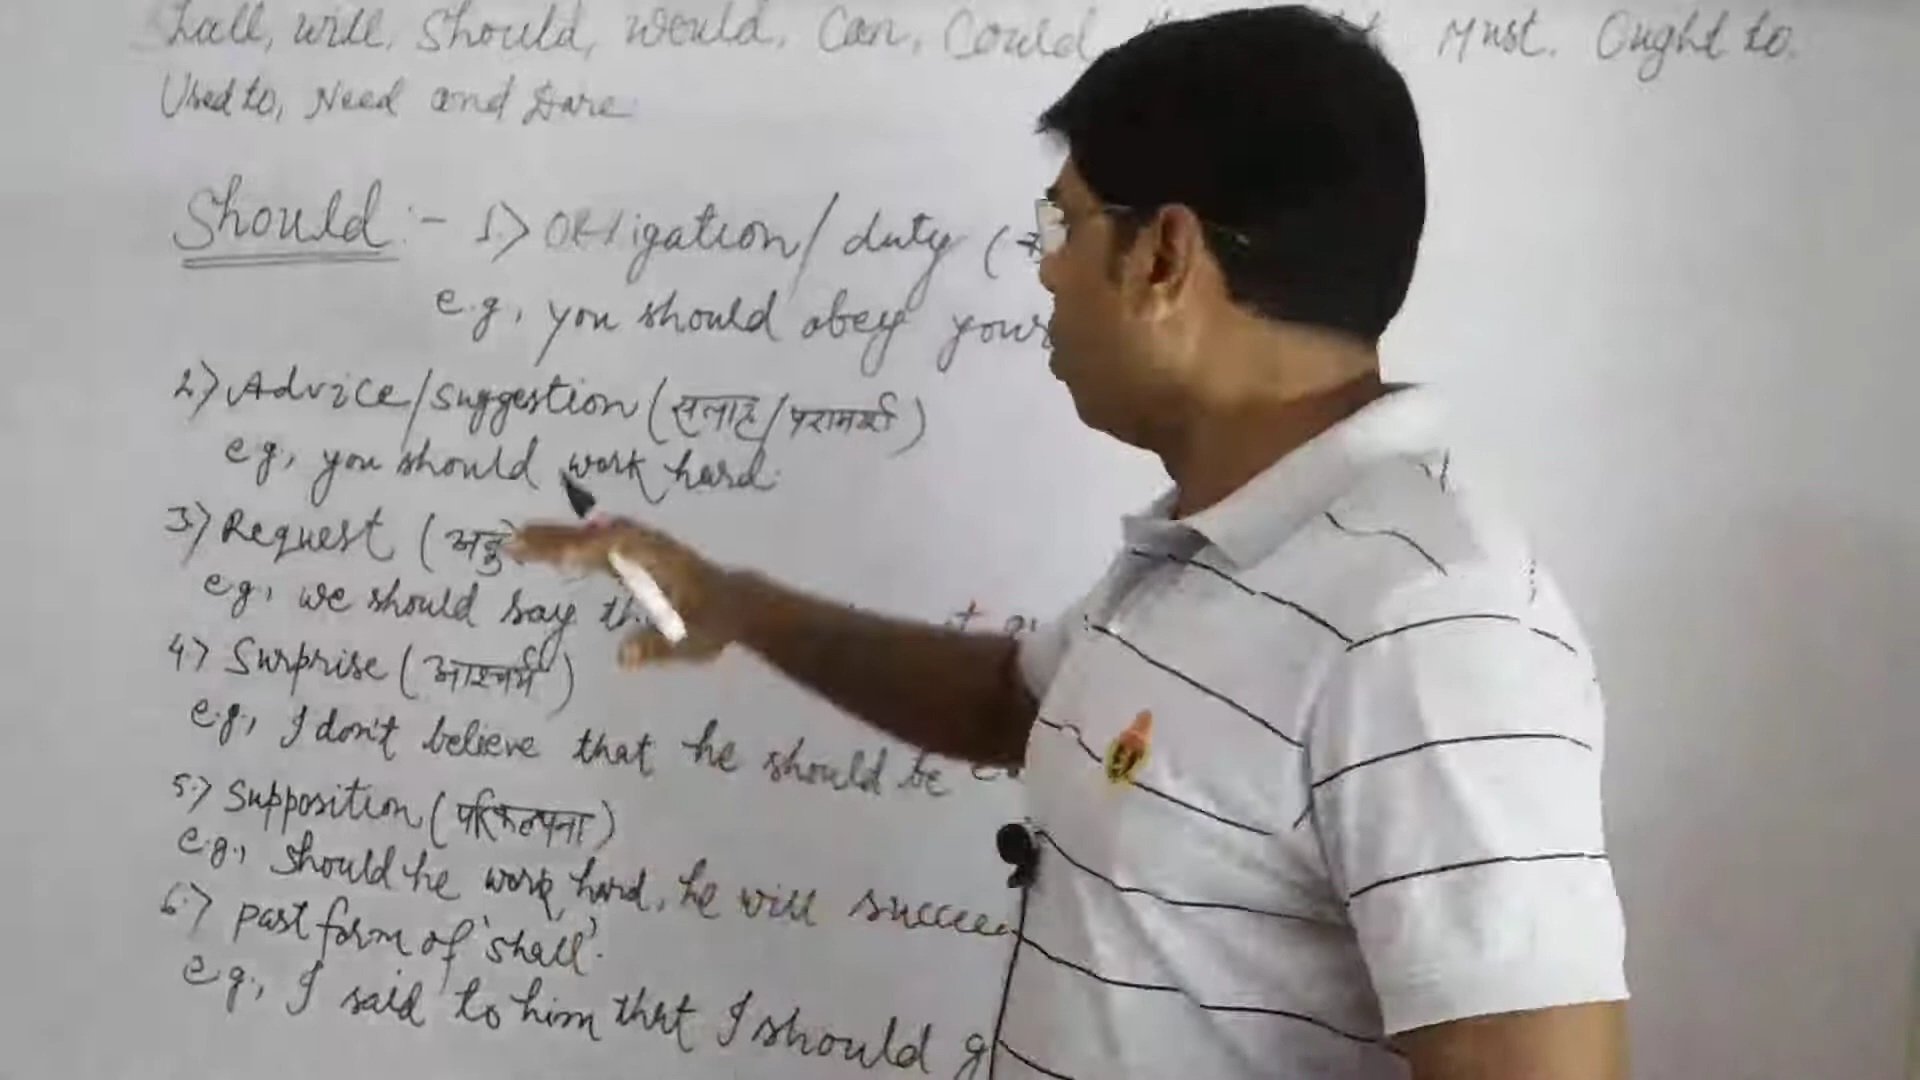 Shall, will, Should, would, Can, Could, Must. Ought to.
Used to, Need and Dare
Should :- 1.) Obligation/duty (
e.g, you should obey your
2.) Advice/suggestion (सलाह/परामर्श)
e.g, you should work hard.
3.) Request (अनु
e.g, we should say
4.) Surprise (आश्चर्य)
e.g., I don't believe that he should be
5.) Supposition (परिकल्पना)
e.g., should he work hard, he will succee
6.) past form of 'shall'.
e.g., I said to him that I should g